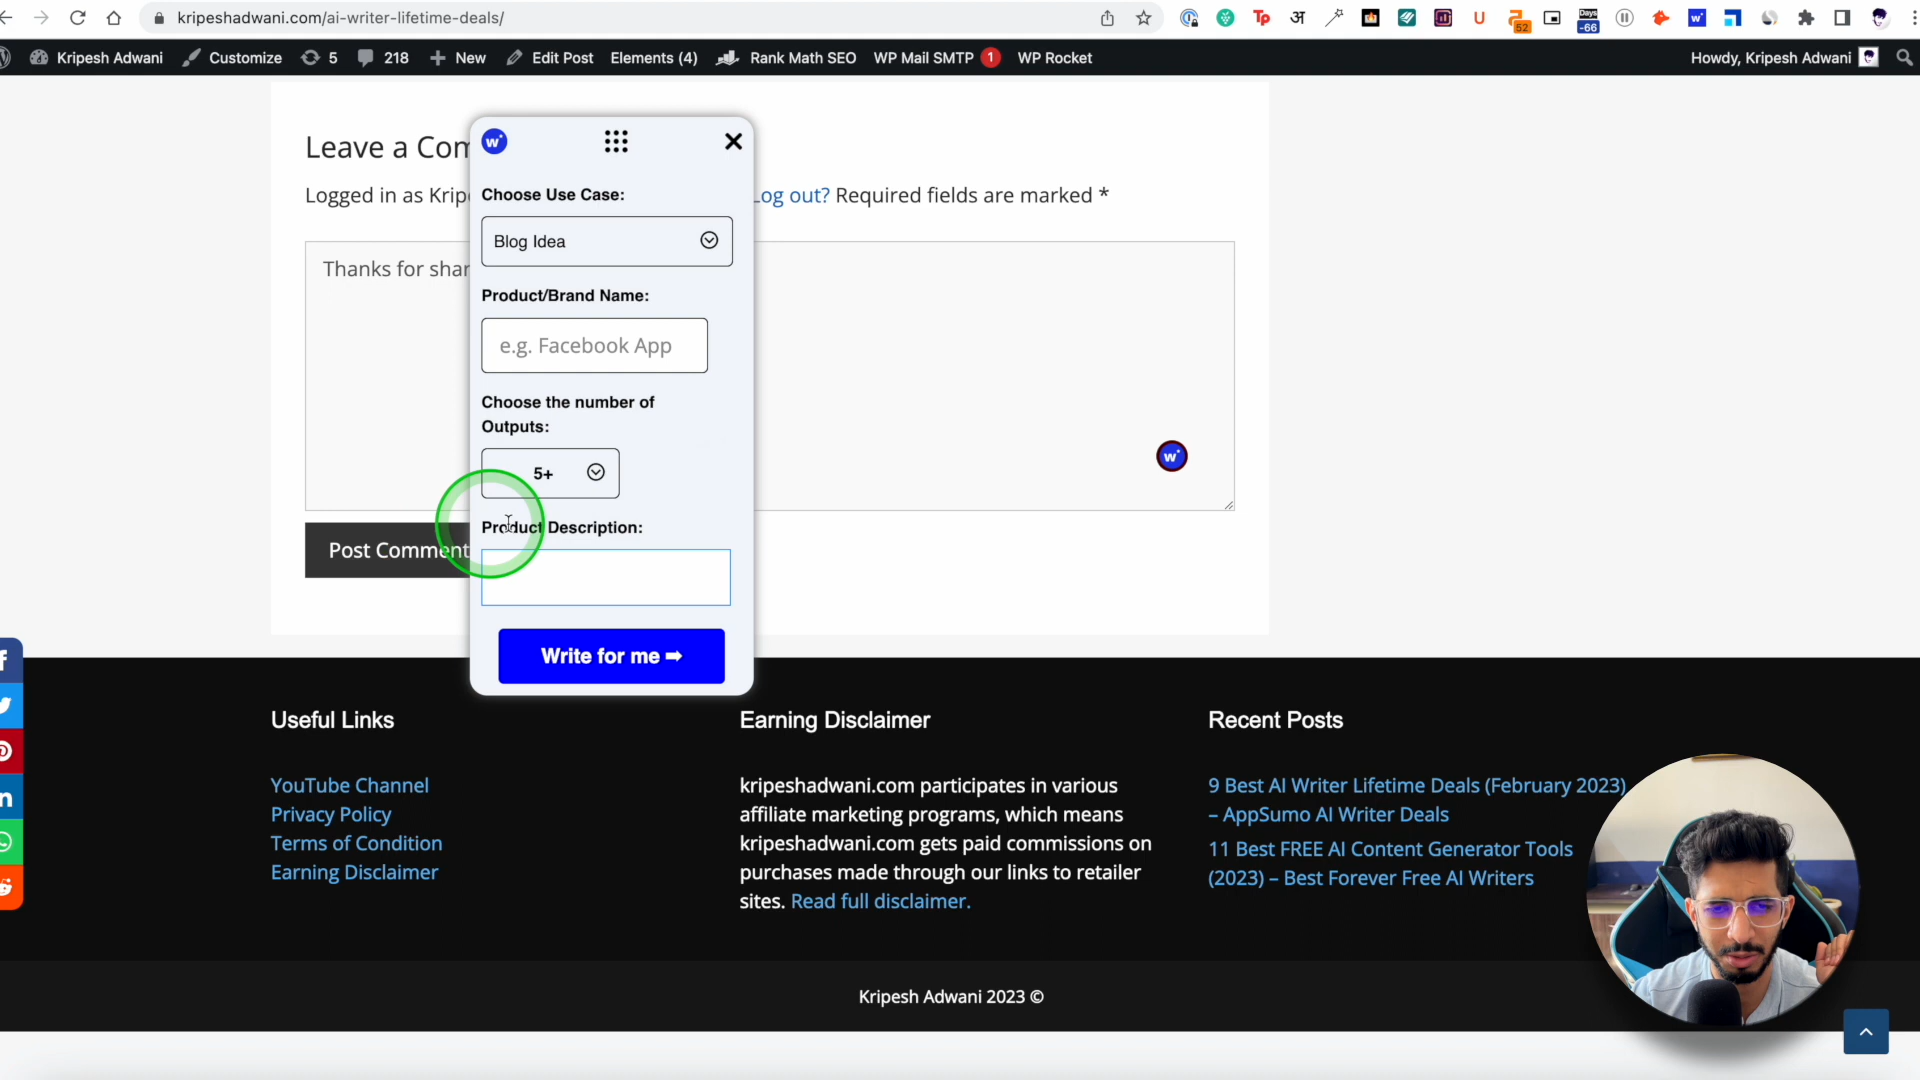 kripeshadwani.com/ai-writer-lifetime-deals/
52
Days
-66
Kripesh Adwani
Customize
5
218
New
Edit Post
Elements (4)
Rank Math SEO
WP Mail SMTP 1
WP Rocket
Howdy, Kripesh Adwani
Leave a Com
Logged in as Krip
Log out? Required fields are marked *
Thanks for shar
Post Comment
w
Choose Use Case:
Blog Idea
Product/Brand Name:
e.g. Facebook App
Choose the number of
Outputs:
5+
Product Description:
Write for me ➡
w
Useful Links
YouTube Channel
Privacy Policy
Terms of Condition
Earning Disclaimer
Earning Disclaimer
kripeshadwani.com participates in various
affiliate marketing programs, which means
kripeshadwani.com gets paid commissions on
purchases made through our links to retailer
sites. Read full disclaimer.
Recent Posts
9 Best AI Writer Lifetime Deals (February 2023)
– AppSumo AI Writer Deals
11 Best FREE AI Content Generator Tools
(2023) – Best Forever Free AI Writers
Kripesh Adwani 2023 ©